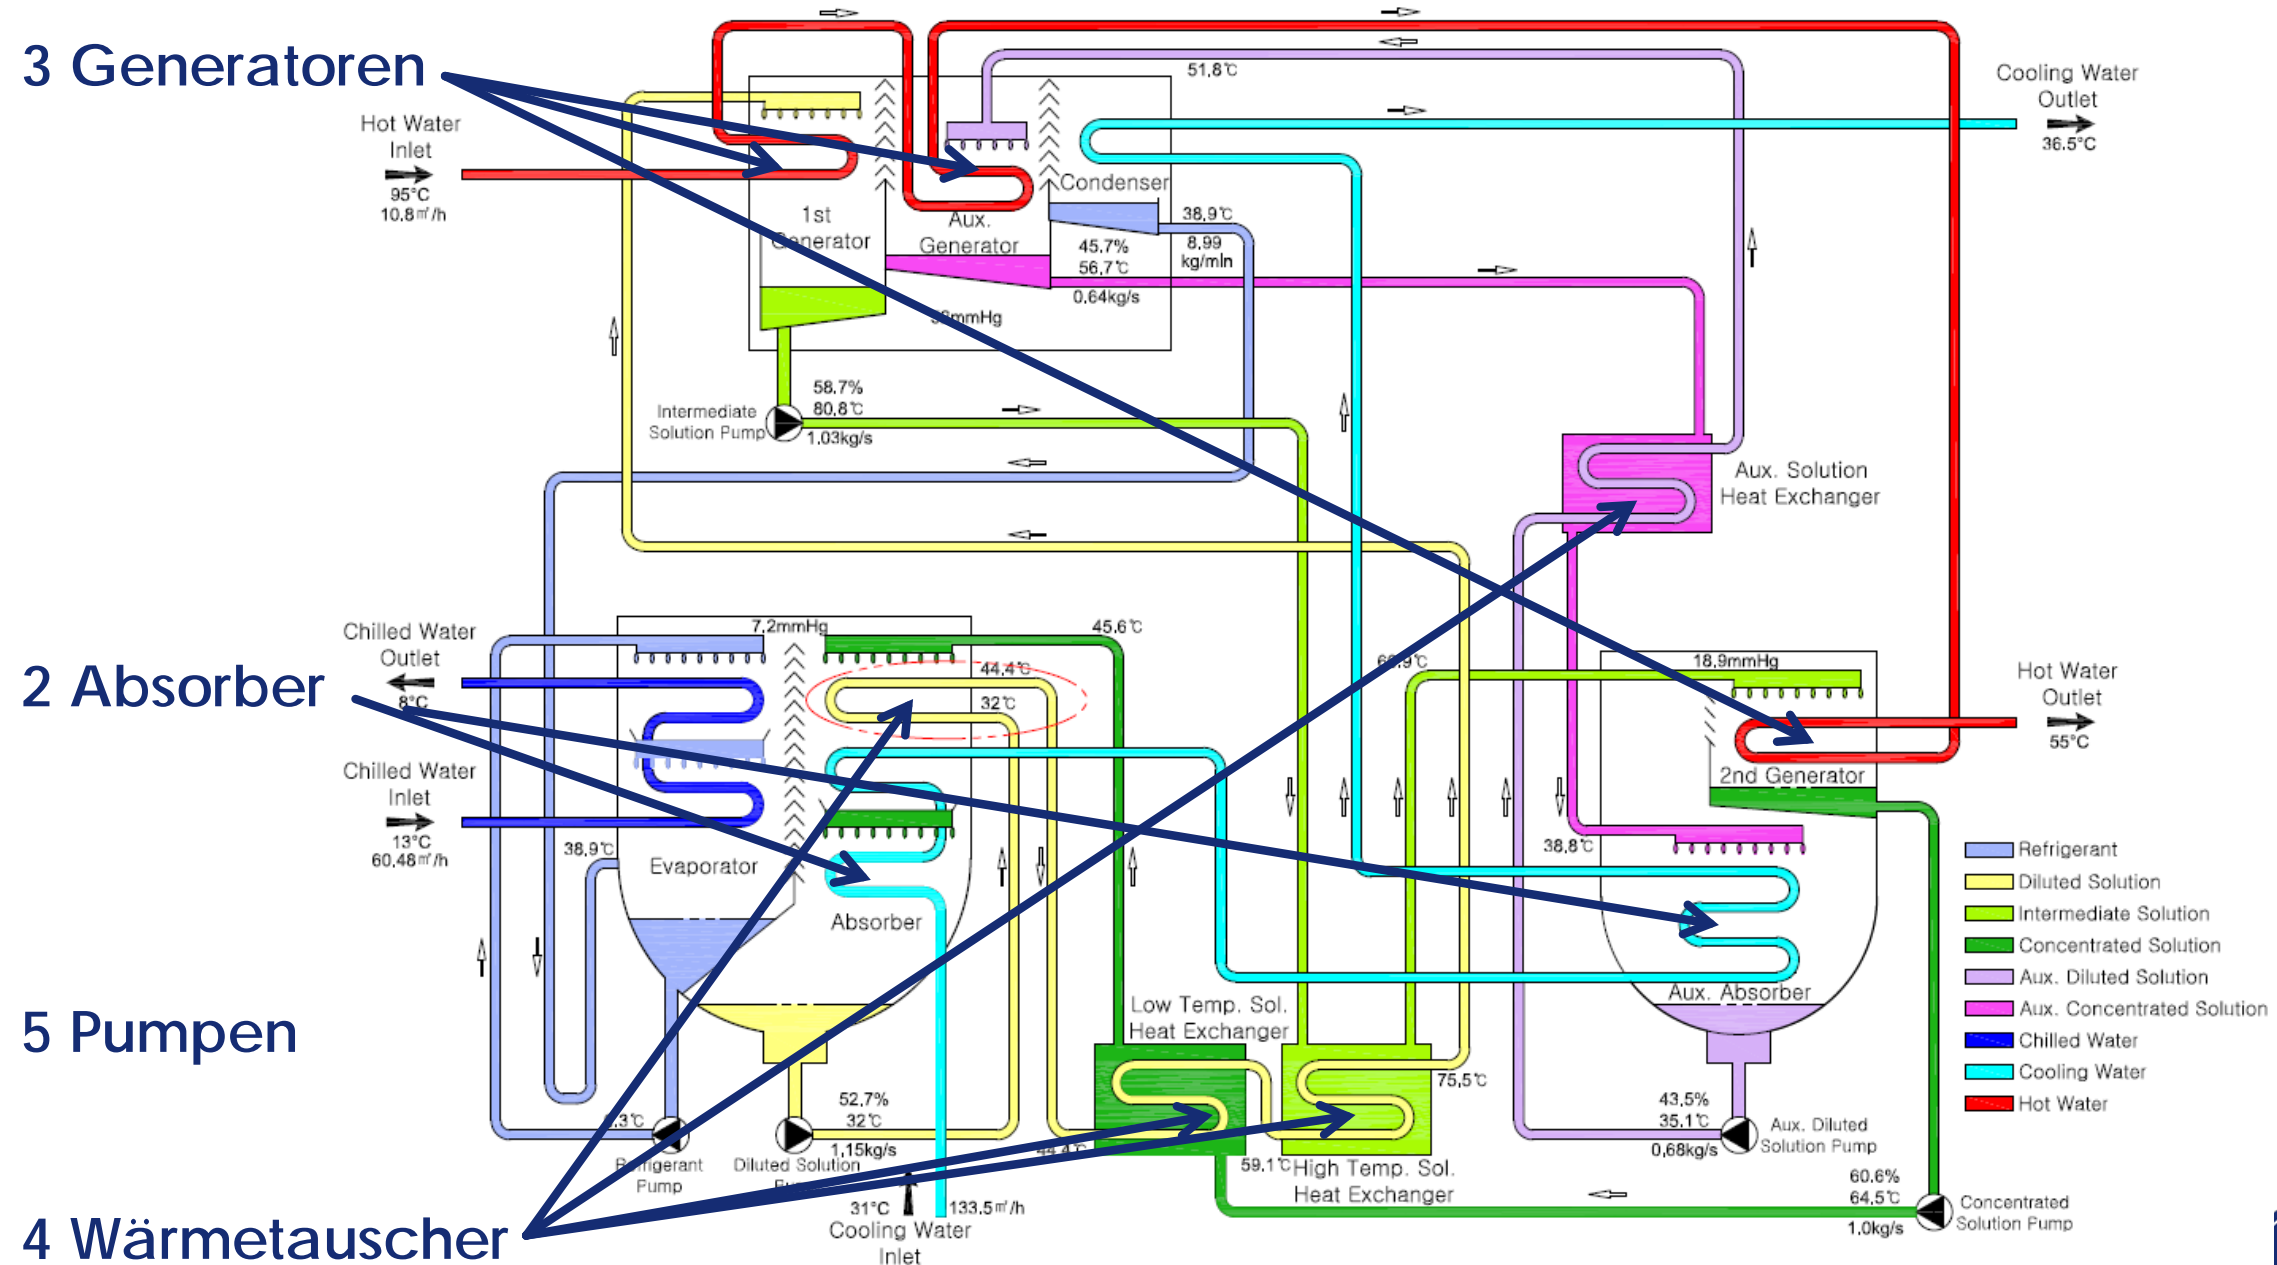 3 Generatoren
Hot Water
Inlet
95°C
10.8㎥/h
51,8℃
Cooling Water
Outlet
36.5°C
Condenser
1st
Generator
Aux.
Generator
38,9℃
8,99
kg/min
45.7%
56,7℃
0,64kg/s
mmHg
58.7%
80,8℃
1.03kg/s
Intermediate
Solution Pump
Aux. Solution
Heat Exchanger
2 Absorber
Chilled Water
Outlet
8°C
Chilled Water
Inlet
13°C
60,48㎥/h
7,2mmHg
45.6℃
44,4℃
32℃
38,9℃
Evaporator
Absorber
18,9mmHg
Hot Water
Outlet
55°C
2nd Generator
38,8℃
Aux. Absorber
Refrigerant
Diluted Solution
Intermediate Solution
Concentrated Solution
Aux. Diluted Solution
Aux. Concentrated Solution
Chilled Water
Cooling Water
Hot Water
5 Pumpen
Low Temp. Sol.
Heat Exchanger
75,5℃
52,7%
32℃
1,15kg/s
Refrigerant
Pump
Diluted Solution
44,4℃
59.1℃
High Temp. Sol.
Heat Exchanger
43,5%
35.1℃
0,68kg/s
Aux. Diluted
Solution Pump
60.6%
64,5℃
1.0kg/s
Concentrated
Solution Pump
31°C
133.5㎥/h
Cooling Water
Inlet
4 Wärmetauscher